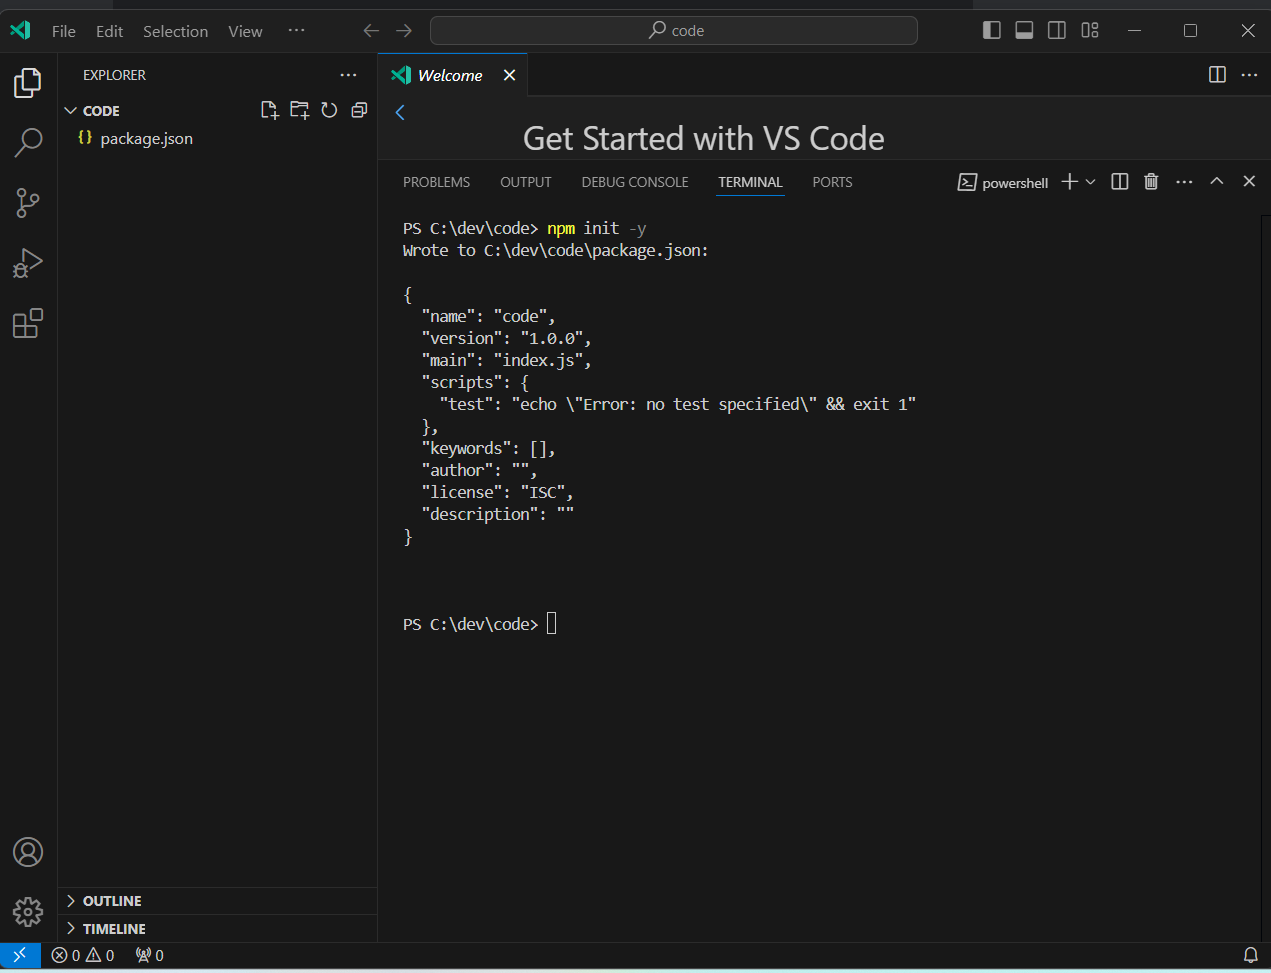 File Edit Selection View ··· code
EXPLORER ···
CODE
{} package.json
OUTLINE
TIMELINE
Welcome
Get Started with VS Code
PROBLEMS OUTPUT DEBUG CONSOLE TERMINAL PORTS powershell
PS C:\dev\code> npm init -y
Wrote to C:\dev\code\package.json:
{
"name": "code",
"version": "1.0.0",
"main": "index.js",
"scripts": {
"test": "echo \"Error: no test specified\" && exit 1"
},
"keywords": [],
"author": "",
"license": "ISC",
"description": ""
}
PS C:\dev\code>
0 0 0